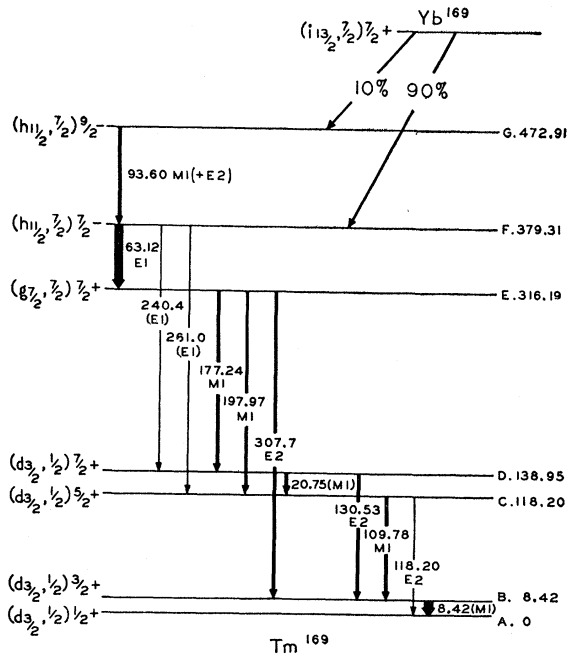 Yb169
(i 13/2, 7/2) 7/2 +
10%
90%
(h11/2, 7/2) 9/2 -
G. 472.91
93.60 M1(+E2)
(h11/2, 7/2) 7/2 -
F. 379.31
63.12
E1
(g7/2, 7/2) 7/2 +
E. 316.19
240.4
(E1)
261.0
(E1)
177.24
M1
197.97
M1
307.7
E2
(d3/2, 1/2) 7/2 +
D. 138.95
20.75(M1)
(d3/2, 1/2) 5/2 +
C. 118.20
130.53
E2
109.78
M1
118.20
E2
(d3/2, 1/2) 3/2 +
B. 8.42
8.42(M1)
(d3/2, 1/2) 1/2 +
A. 0
Tm169